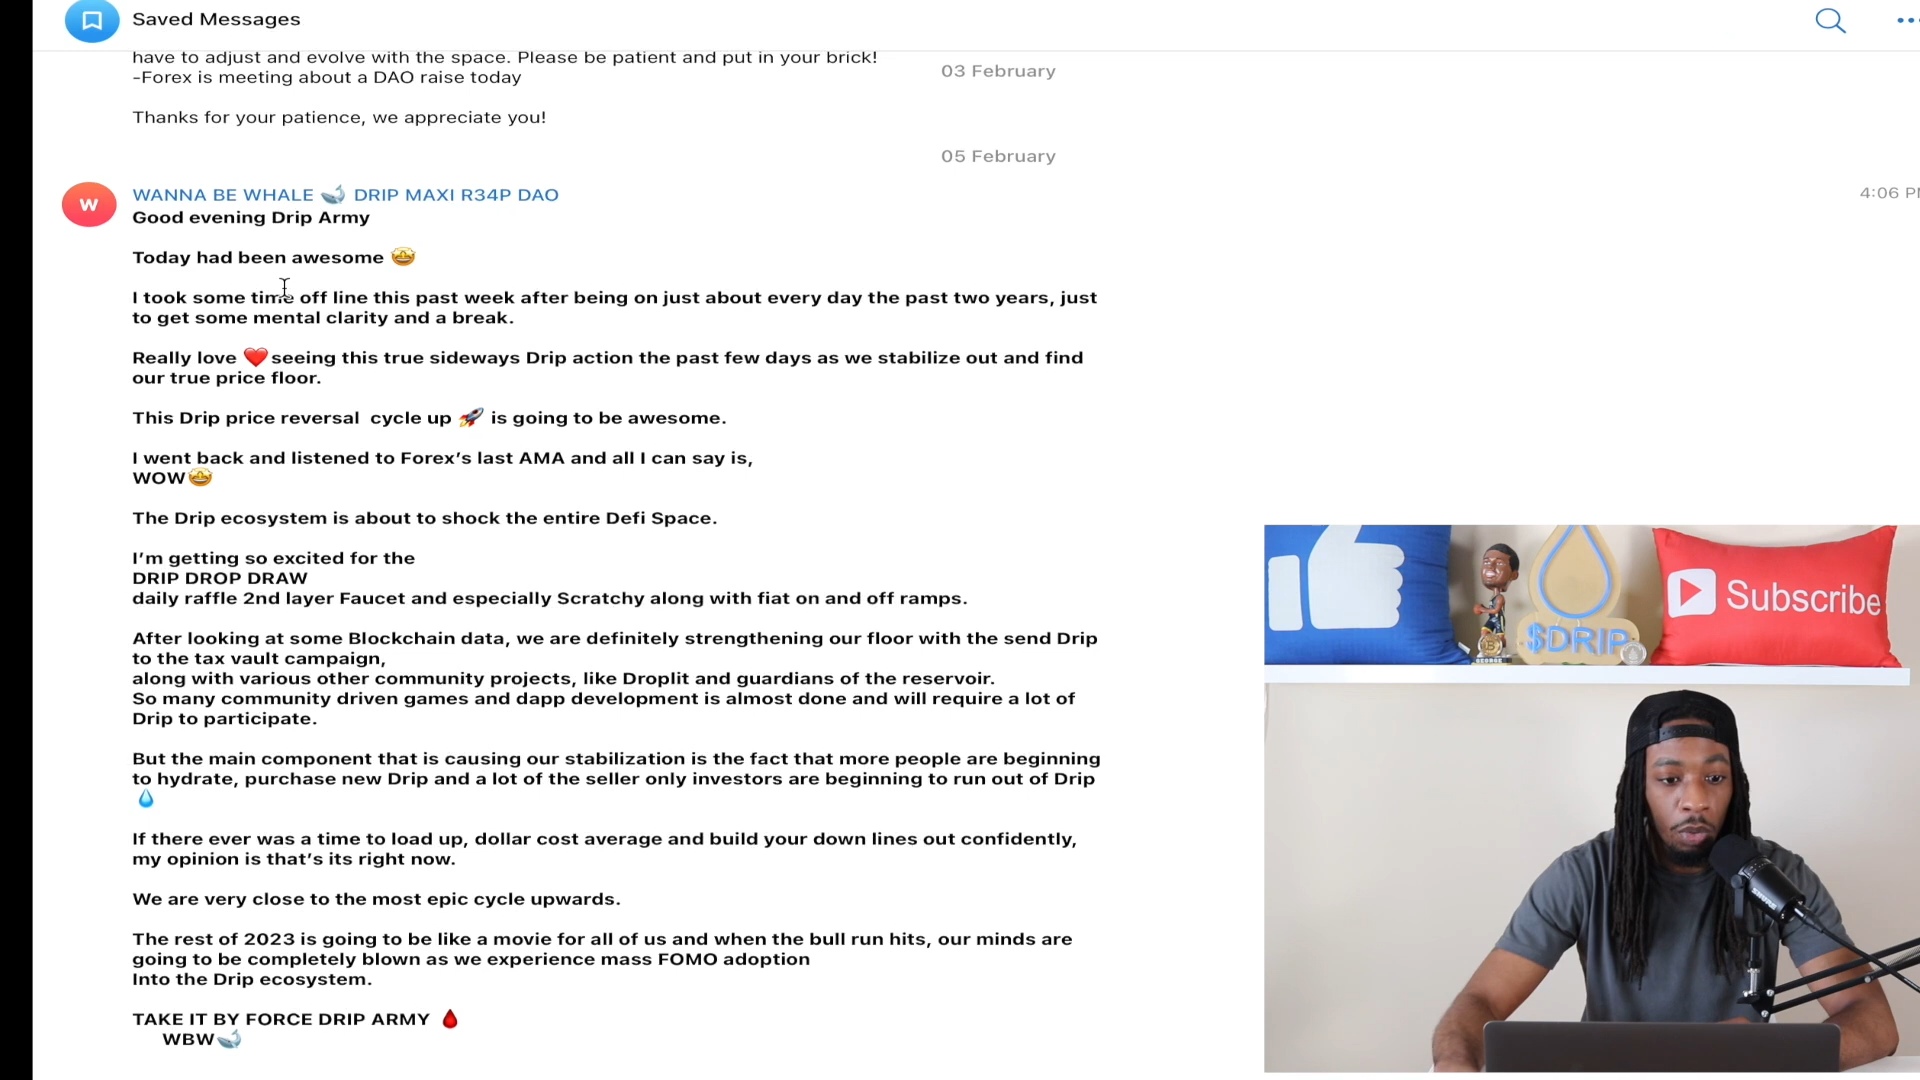 Saved Messages
have to adjust and evolve with the space. Please be patient and put in your brick!
03 February
-Forex is meeting about a DAO raise today
Thanks for your patience, we appreciate you!
05 February
WANNA BE WHALE 🐳 DRIP MAXI R34P DAO
4:06 PM
W
Good evening Drip Army
Today had been awesome 🤩
I took some time off line this past week after being on just about every day the past two years, just
to get some mental clarity and a break.
Really love ❤️ seeing this true sideways Drip action the past few days as we stabilize out and find
our true price floor.
This Drip price reversal  cycle up 🚀 is going to be awesome.
I went back and listened to Forex’s last AMA and all I can say is,
WOW🤩
The Drip ecosystem is about to shock the entire Defi Space.
I’m getting so excited for the
DRIP DROP DRAW
daily raffle 2nd layer Faucet and especially Scratchy along with fiat on and off ramps.
After looking at some Blockchain data, we are definitely strengthening our floor with the send Drip
to the tax vault campaign,
along with various other community projects, like Droplit and guardians of the reservoir.
So many community driven games and dapp development is almost done and will require a lot of
Drip to participate.
But the main component that is causing our stabilization is the fact that more people are beginning
to hydrate, purchase new Drip and a lot of the seller only investors are beginning to run out of Drip
💧
If there ever was a time to load up, dollar cost average and build your down lines out confidently,
my opinion is that’s its right now.
We are very close to the most epic cycle upwards.
The rest of 2023 is going to be like a movie for all of us and when the bull run hits, our minds are
going to be completely blown as we experience mass FOMO adoption
Into the Drip ecosystem.
TAKE IT BY FORCE DRIP ARMY 🩸
WBW🐳
Subscribe
$DRIP
GEORGE
SHURE